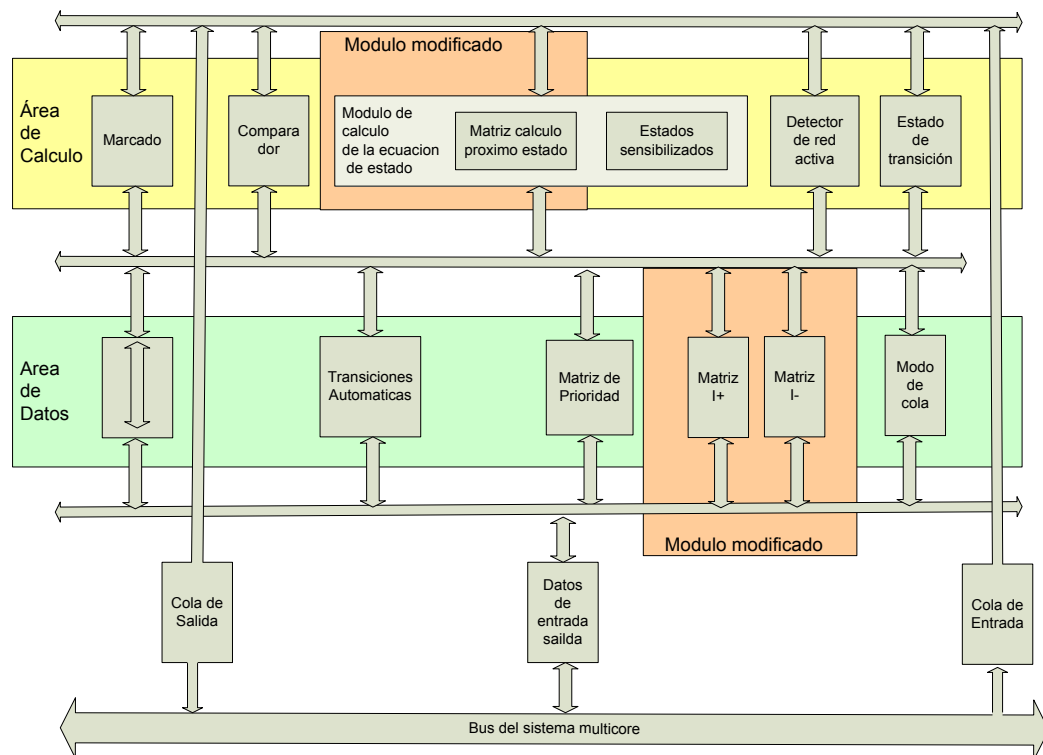 Modulo modificado
Área
de
Calculo
Marcado
Compara
dor
Modulo de
calculo
de la ecuacion
de estado
Matriz calculo
proximo estado
Estados
sensibilizados
Detector
de red
activa
Estado
de
transición
Area
de
Datos
Transiciones
Automaticas
Matriz de
Prioridad
Matriz
I+
Matriz
I-
Modo
de
cola
Modulo modificado
Cola de
Salida
Datos
de
entrada
sailda
Cola de
Entrada
Bus del sistema multicore